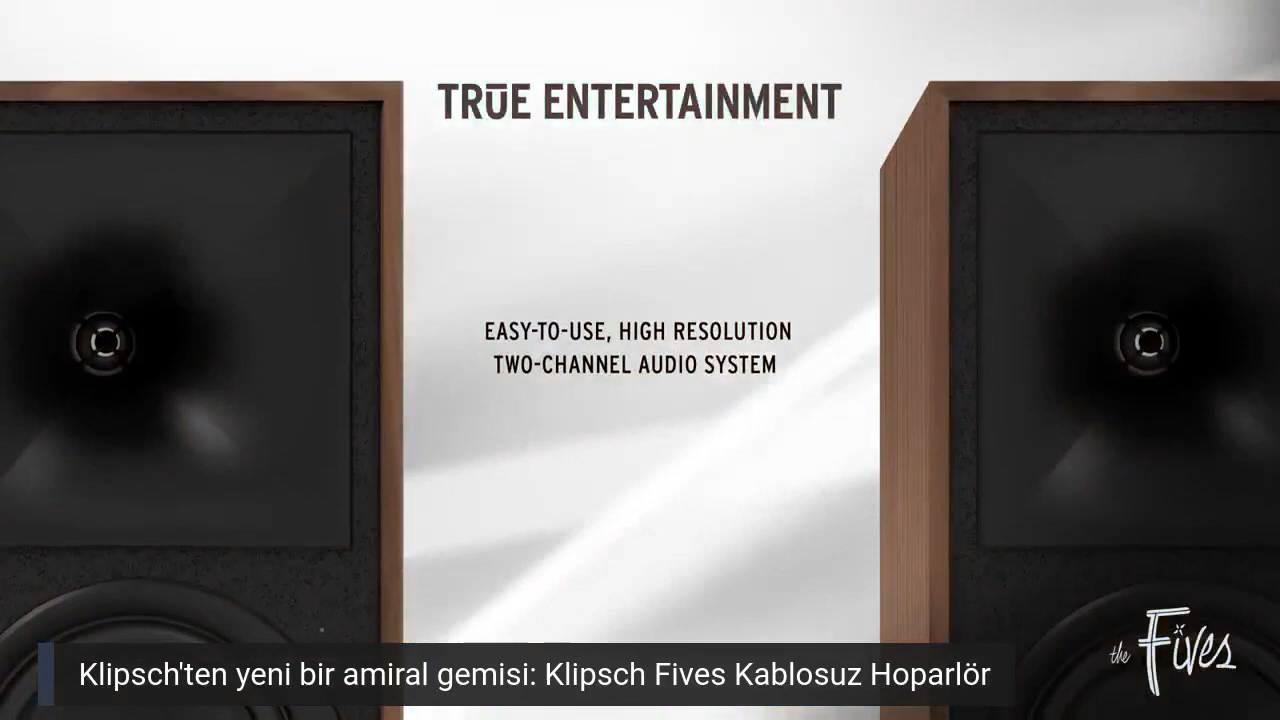 TRŪE ENTERTAINMENT
EASY-TO-USE, HIGH RESOLUTION
TWO-CHANNEL AUDIO SYSTEM
the Fives
Klipsch'ten yeni bir amiral gemisi: Klipsch Fives Kablosuz Hoparlör